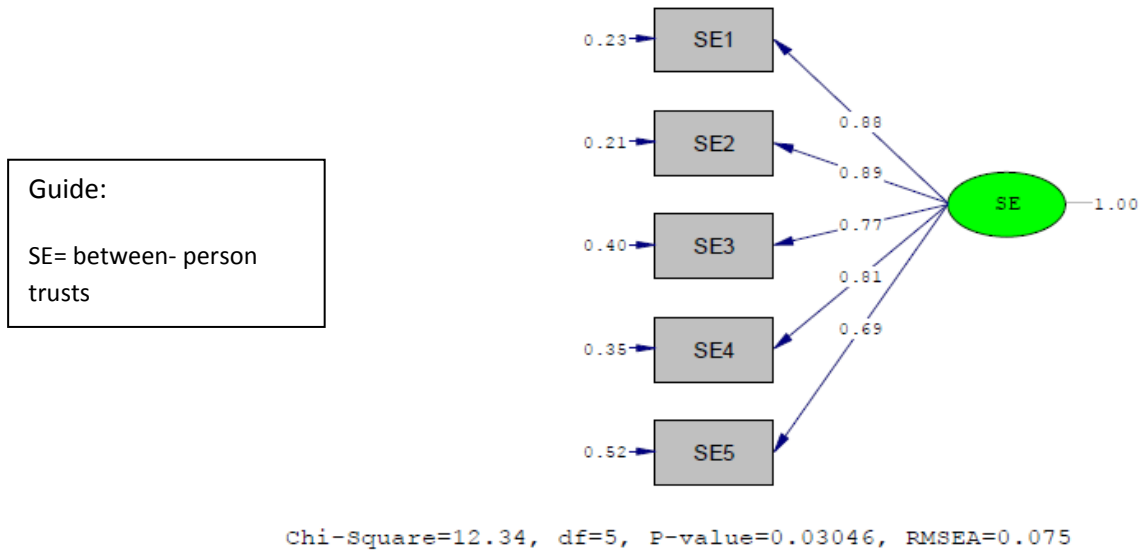 Guide:
SE= between- person
trusts
0.23
SE1
0.88
0.21
SE2
0.89
SE
1.00
0.40
SE3
0.77
0.81
0.35
SE4
0.69
0.52
SE5
Chi-Square=12.34, df=5, P-value=0.03046, RMSEA=0.075